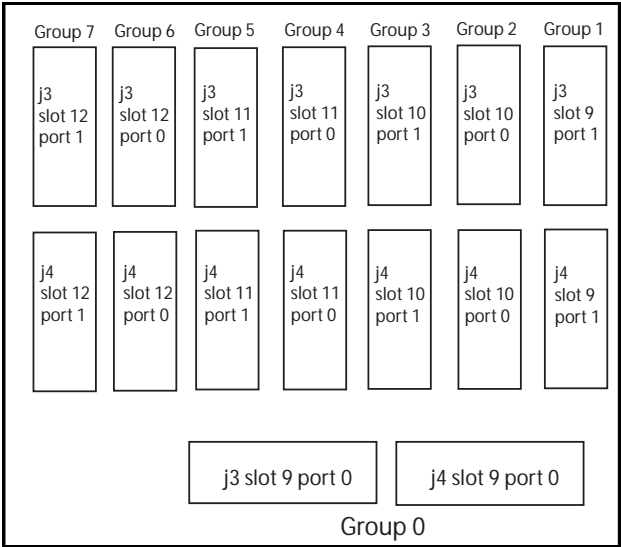 Group 7 Group 6 Group 5 Group 4 Group 3 Group 2 Group 1
j3 j3 j3 j3 j3 j3 j3
slot 12 slot 12 slot 11 slot 11 slot 10 slot 10 slot 9
port 1 port 0 port 1 port 0 port 1 port 0 port 1
j4 j4 j4 j4 j4 j4 j4
slot 12 slot 12 slot 11 slot 11 slot 10 slot 10 slot 9
port 1 port 0 port 1 port 0 port 1 port 0 port 1
j3 slot 9 port 0 j4 slot 9 port 0
Group 0